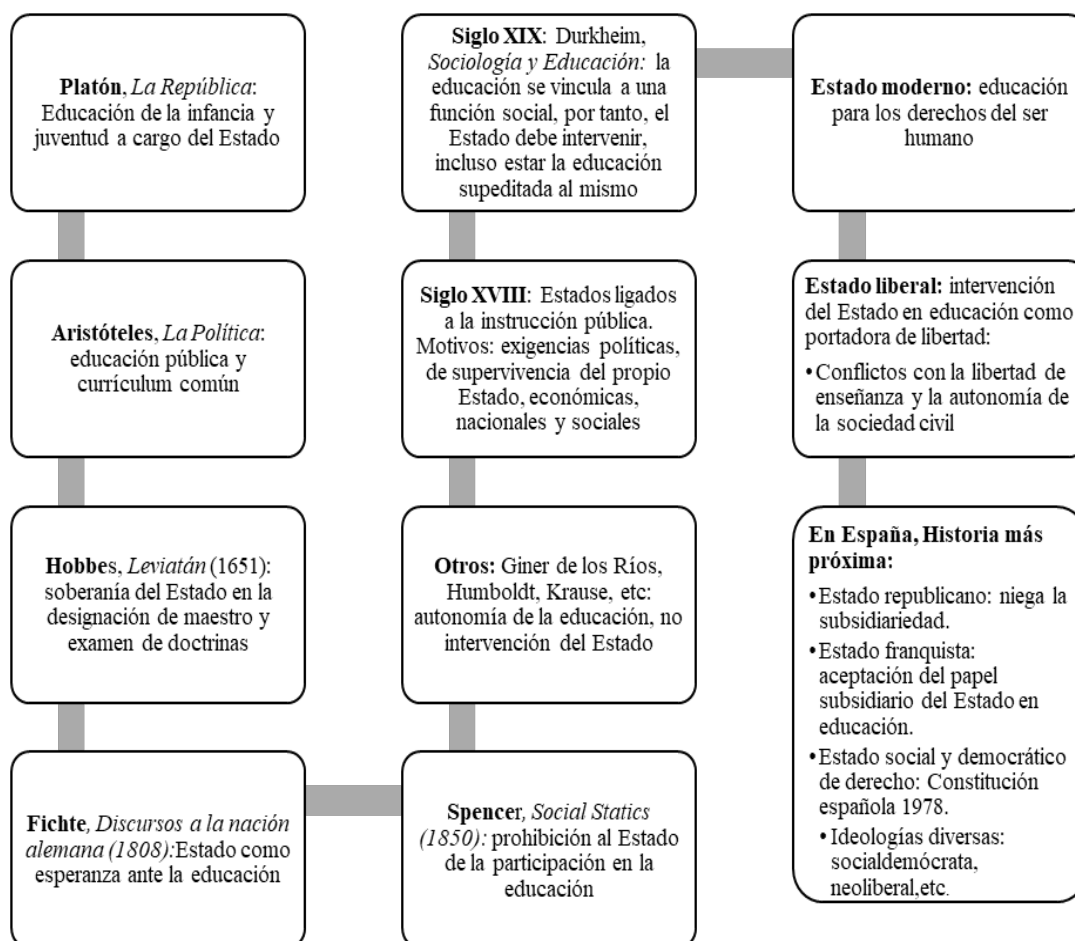 Platón, La República:
Educación de la infancia y
juventud a cargo del Estado
Aristóteles, La Política:
educación pública y
currículum común
Hobbes, Leviatán (1651):
soberanía del Estado en la
designación de maestro y
examen de doctrinas
Fichte, Discursos a la nación
alemana (1808):Estado como
esperanza ante la educación
Spencer, Social Statics
(1850): prohibición al Estado
de la participación en la
educación
Otros: Giner de los Ríos,
Humboldt, Krause, etc:
autonomía de la educación, no
intervención del Estado
Siglo XVIII: Estados ligados
a la instrucción pública.
Motivos: exigencias políticas,
de supervivencia del propio
Estado, económicas,
nacionales y sociales
Siglo XIX: Durkheim,
Sociología y Educación: la
educación se vincula a una
función social, por tanto, el
Estado debe intervenir,
incluso estar la educación
supeditada al mismo
Estado moderno: educación
para los derechos del ser
humano
Estado liberal: intervención
del Estado en educación como
portadora de libertad:
•Conflictos con la libertad de
enseñanza y la autonomía de
la sociedad civil
En España, Historia más
próxima:
•Estado republicano: niega la
subsidiariedad.
•Estado franquista:
aceptación del papel
subsidiario del Estado en
educación.
•Estado social y democrático
de derecho: Constitución
española 1978.
•Ideologías diversas:
socialdemócrata,
neoliberal,etc.